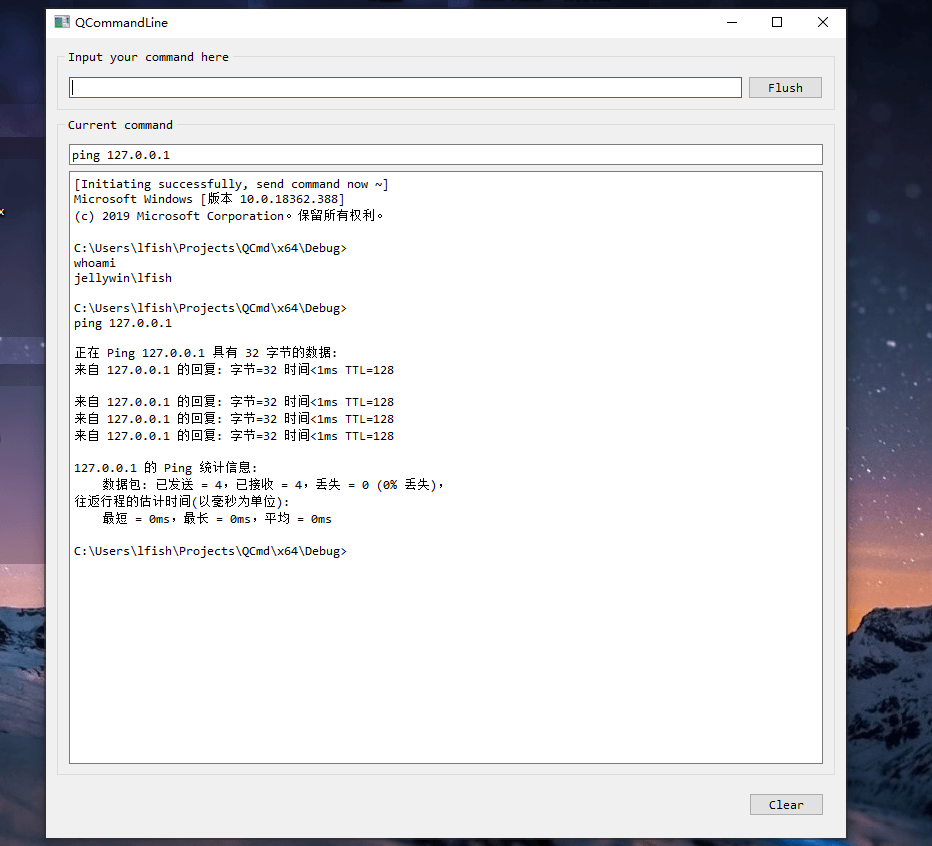 QCommandLine
Input your command here
Flush
Current command
ping 127.0.0.1
[Initiating successfully, send command now ~]
Microsoft Windows [版本 10.0.18362.388]
(c) 2019 Microsoft Corporation。保留所有权利。
C:\Users\lfish\Projects\QCmd\x64\Debug>
whoami
jellywin\lfish
C:\Users\lfish\Projects\QCmd\x64\Debug>
ping 127.0.0.1
正在 Ping 127.0.0.1 具有 32 字节的数据:
来自 127.0.0.1 的回复: 字节=32 时间<1ms TTL=128
来自 127.0.0.1 的回复: 字节=32 时间<1ms TTL=128
来自 127.0.0.1 的回复: 字节=32 时间<1ms TTL=128
来自 127.0.0.1 的回复: 字节=32 时间<1ms TTL=128
127.0.0.1 的 Ping 统计信息:
数据包: 已发送 = 4，已接收 = 4，丢失 = 0 (0% 丢失)，
往返行程的估计时间(以毫秒为单位):
最短 = 0ms，最长 = 0ms，平均 = 0ms
C:\Users\lfish\Projects\QCmd\x64\Debug>
Clear
x